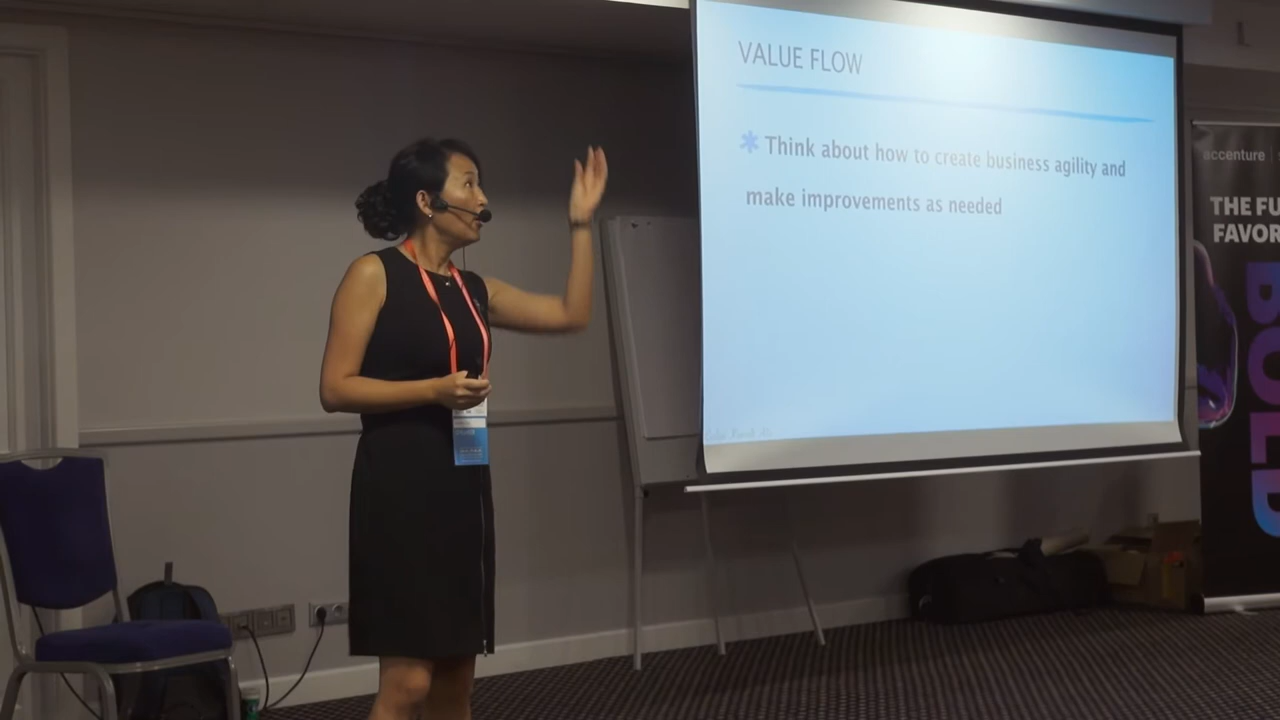 VALUE FLOW
* Think about how to create business agility and
make improvements as needed
accenture
THE FU
FAVOR
BOLD